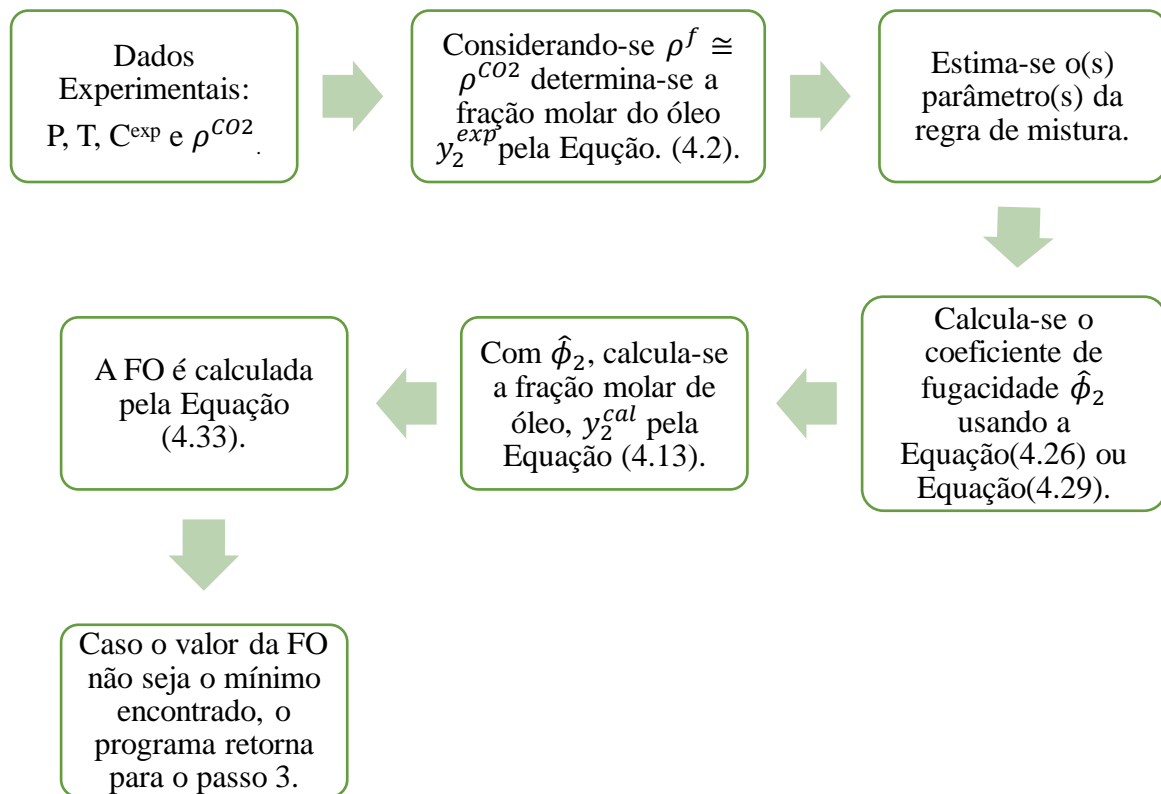 Dados
Experimentais:
P, T, Cᵉˣᵖ e ρ^{CO2}.
Considerando-se ρ^f ≅
ρ^{CO2} determina-se a
fração molar do óleo
y_2^{exp} pela Equção. (4.2).
Estima-se o(s)
parâmetro(s) da
regra de mistura.
Calcula-se o
coeficiente de
fugacidade ϕ̂_2
usando a
Equação(4.26) ou
Equação(4.29).
Com ϕ̂_2, calcula-se
a fração molar de
óleo, y_2^{cal} pela
Equação (4.13).
A FO é calculada
pela Equação
(4.33).
Caso o valor da FO
não seja o mínimo
encontrado, o
programa retorna
para o passo 3.